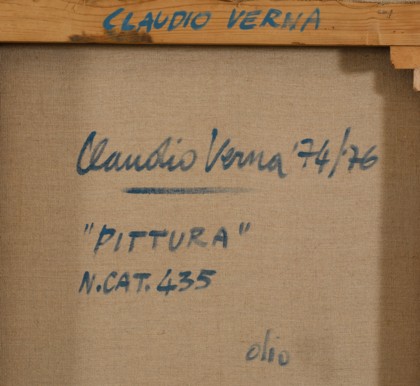 CLAUDIO VERNA
Claudio Verna '74/'76
"PITTURA"
N.CAT. 435
olio